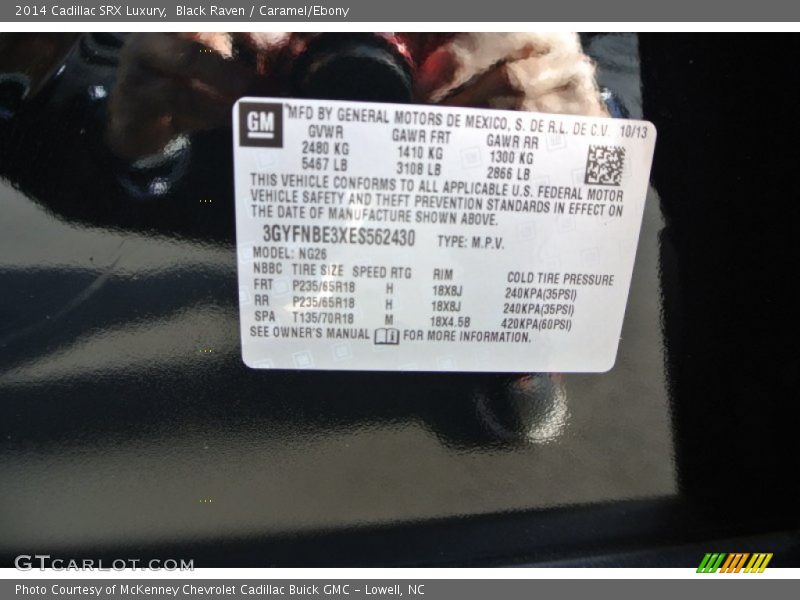 2014 Cadillac SRX Luxury, Black Raven / Caramel/Ebony
GM
MFD BY GENERAL MOTORS DE MEXICO, S. DE R.L. DE C.V. 10/13
GVWR GAWR FRT GAWR RR
2480 KG 1410 KG 1300 KG
5467 LB 3108 LB 2866 LB
THIS VEHICLE CONFORMS TO ALL APPLICABLE U.S. FEDERAL MOTOR
VEHICLE SAFETY AND THEFT PREVENTION STANDARDS IN EFFECT ON
THE DATE OF MANUFACTURE SHOWN ABOVE.
3GYFNBE3XES562430 TYPE: M.P.V.
MODEL: NG26
NBBC TIRE SIZE SPEED RTG RIM COLD TIRE PRESSURE
FRT P235/65R18 H 18X8J 240KPA(35PSI)
RR P235/65R18 H 18X8J 240KPA(35PSI)
SPA T135/70R18 M 18X4.5B 420KPA(60PSI)
SEE OWNER'S MANUAL FOR MORE INFORMATION.
GTCARLOT.COM
Photo Courtesy of McKenney Chevrolet Cadillac Buick GMC - Lowell, NC